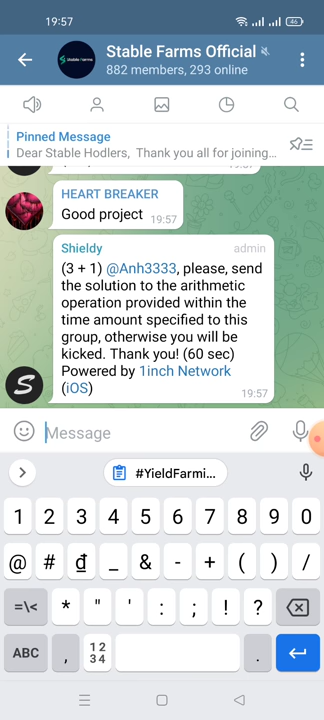 19:57
46
Stable Farms Official
882 members, 293 online
Pinned Message
Dear Stable Hodlers, Thank you all for joining...
19:57
HEART BREAKER
Good project 19:57
Shieldy admin
(3 + 1) @Anh3333, please, send
the solution to the arithmetic
operation provided within the
time amount specified to this
group, otherwise you will be
kicked. Thank you! (60 sec)
Powered by 1inch Network
(iOS) 19:57
Message
#YieldFarmi...
1 2 3 4 5 6 7 8 9 0
@ # ₫ _ & - + ( ) /
=\< * " ' : ; ! ?
ABC , 12 34 .